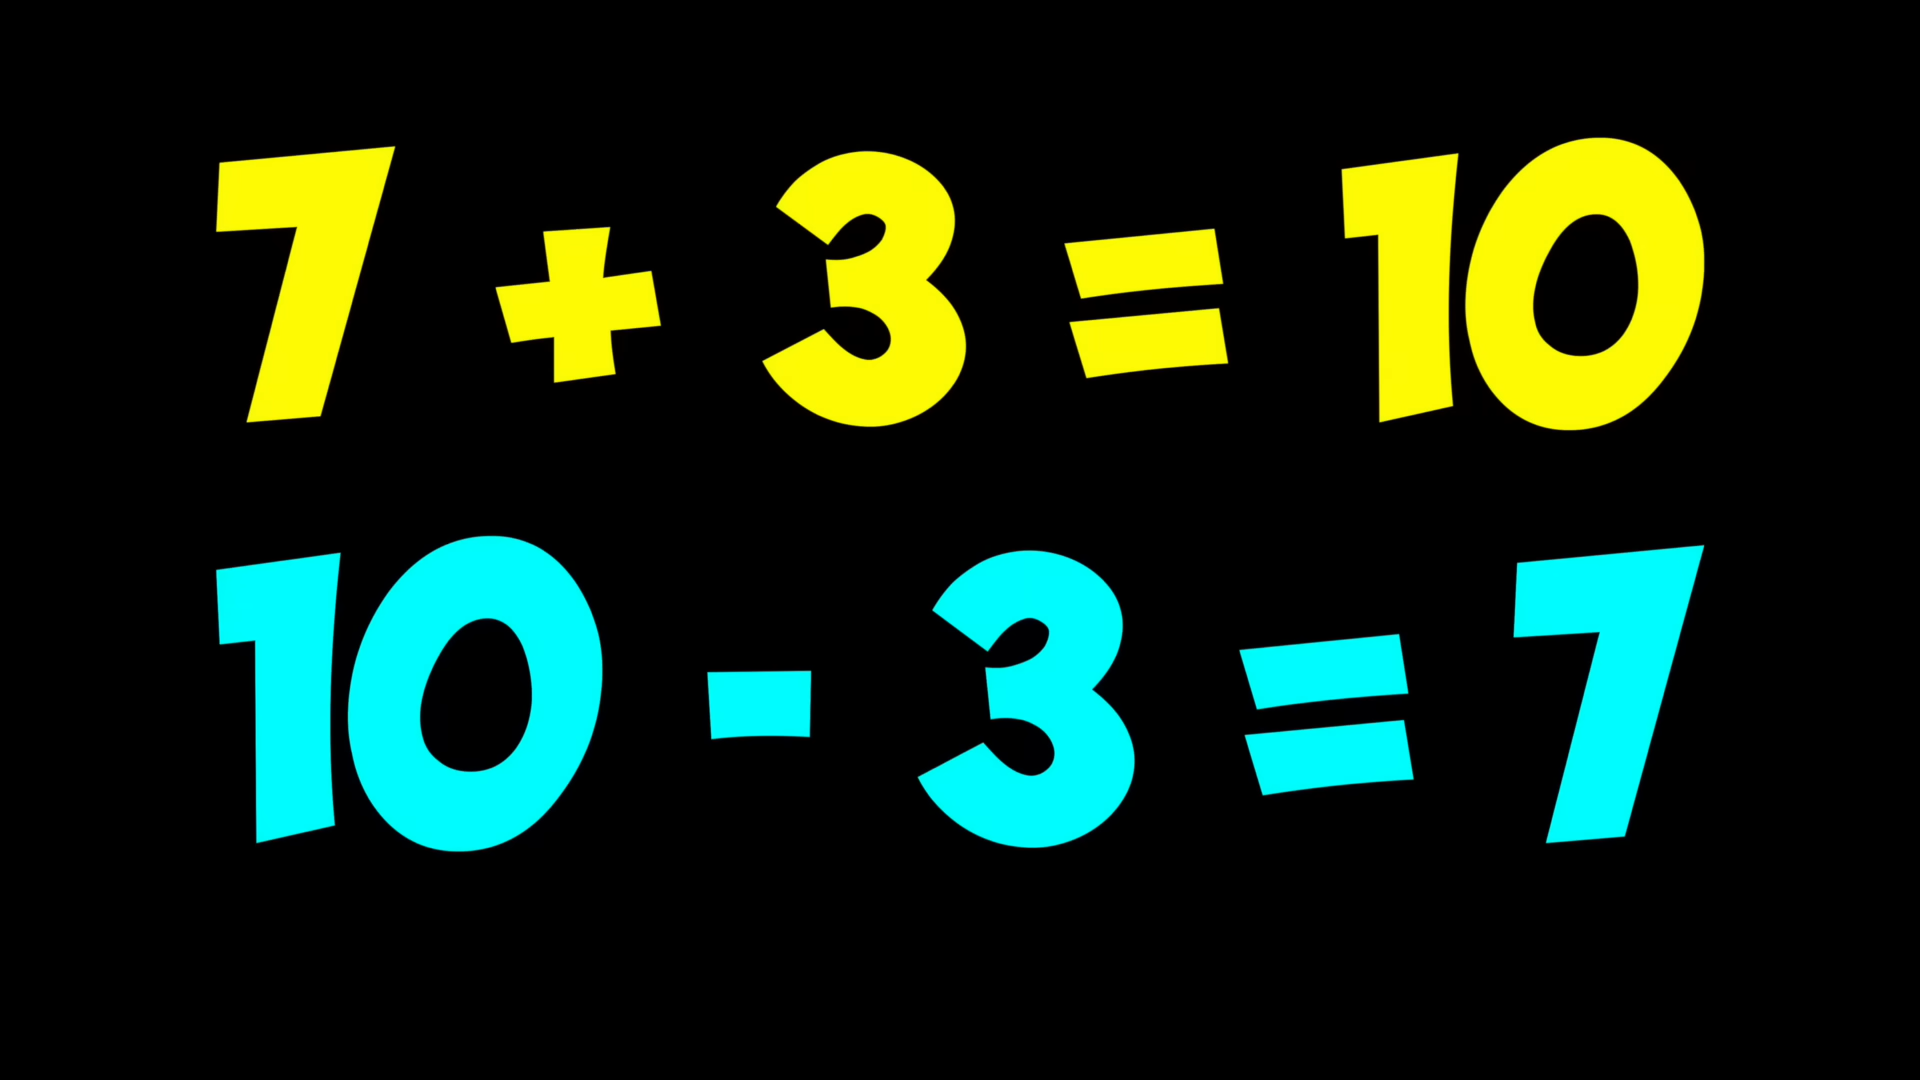 7 + 3 = 10
10 - 3 = 7